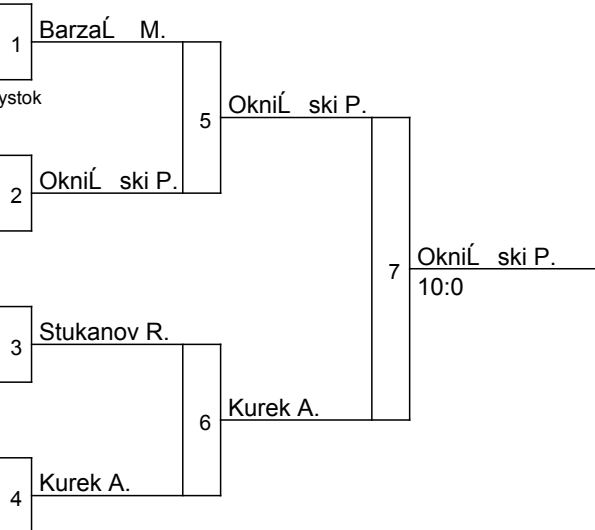 1
BarzaĹ M.
ystok
5
OkniĹ ski P.
2
OkniĹ ski P.
7
OkniĹ ski P.
10:0
3
Stukanov R.
6
Kurek A.
4
Kurek A.